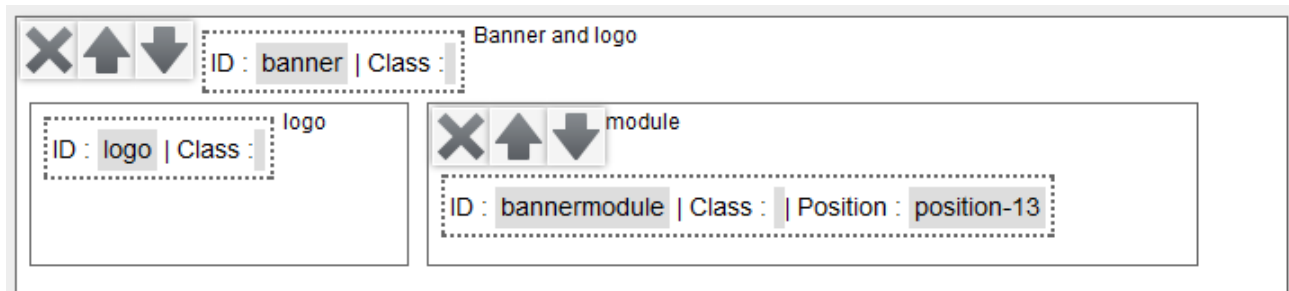 Banner and logo
ID : banner | Class :
logo
ID : logo | Class :
module
ID : bannermodule | Class : | Position : position-13